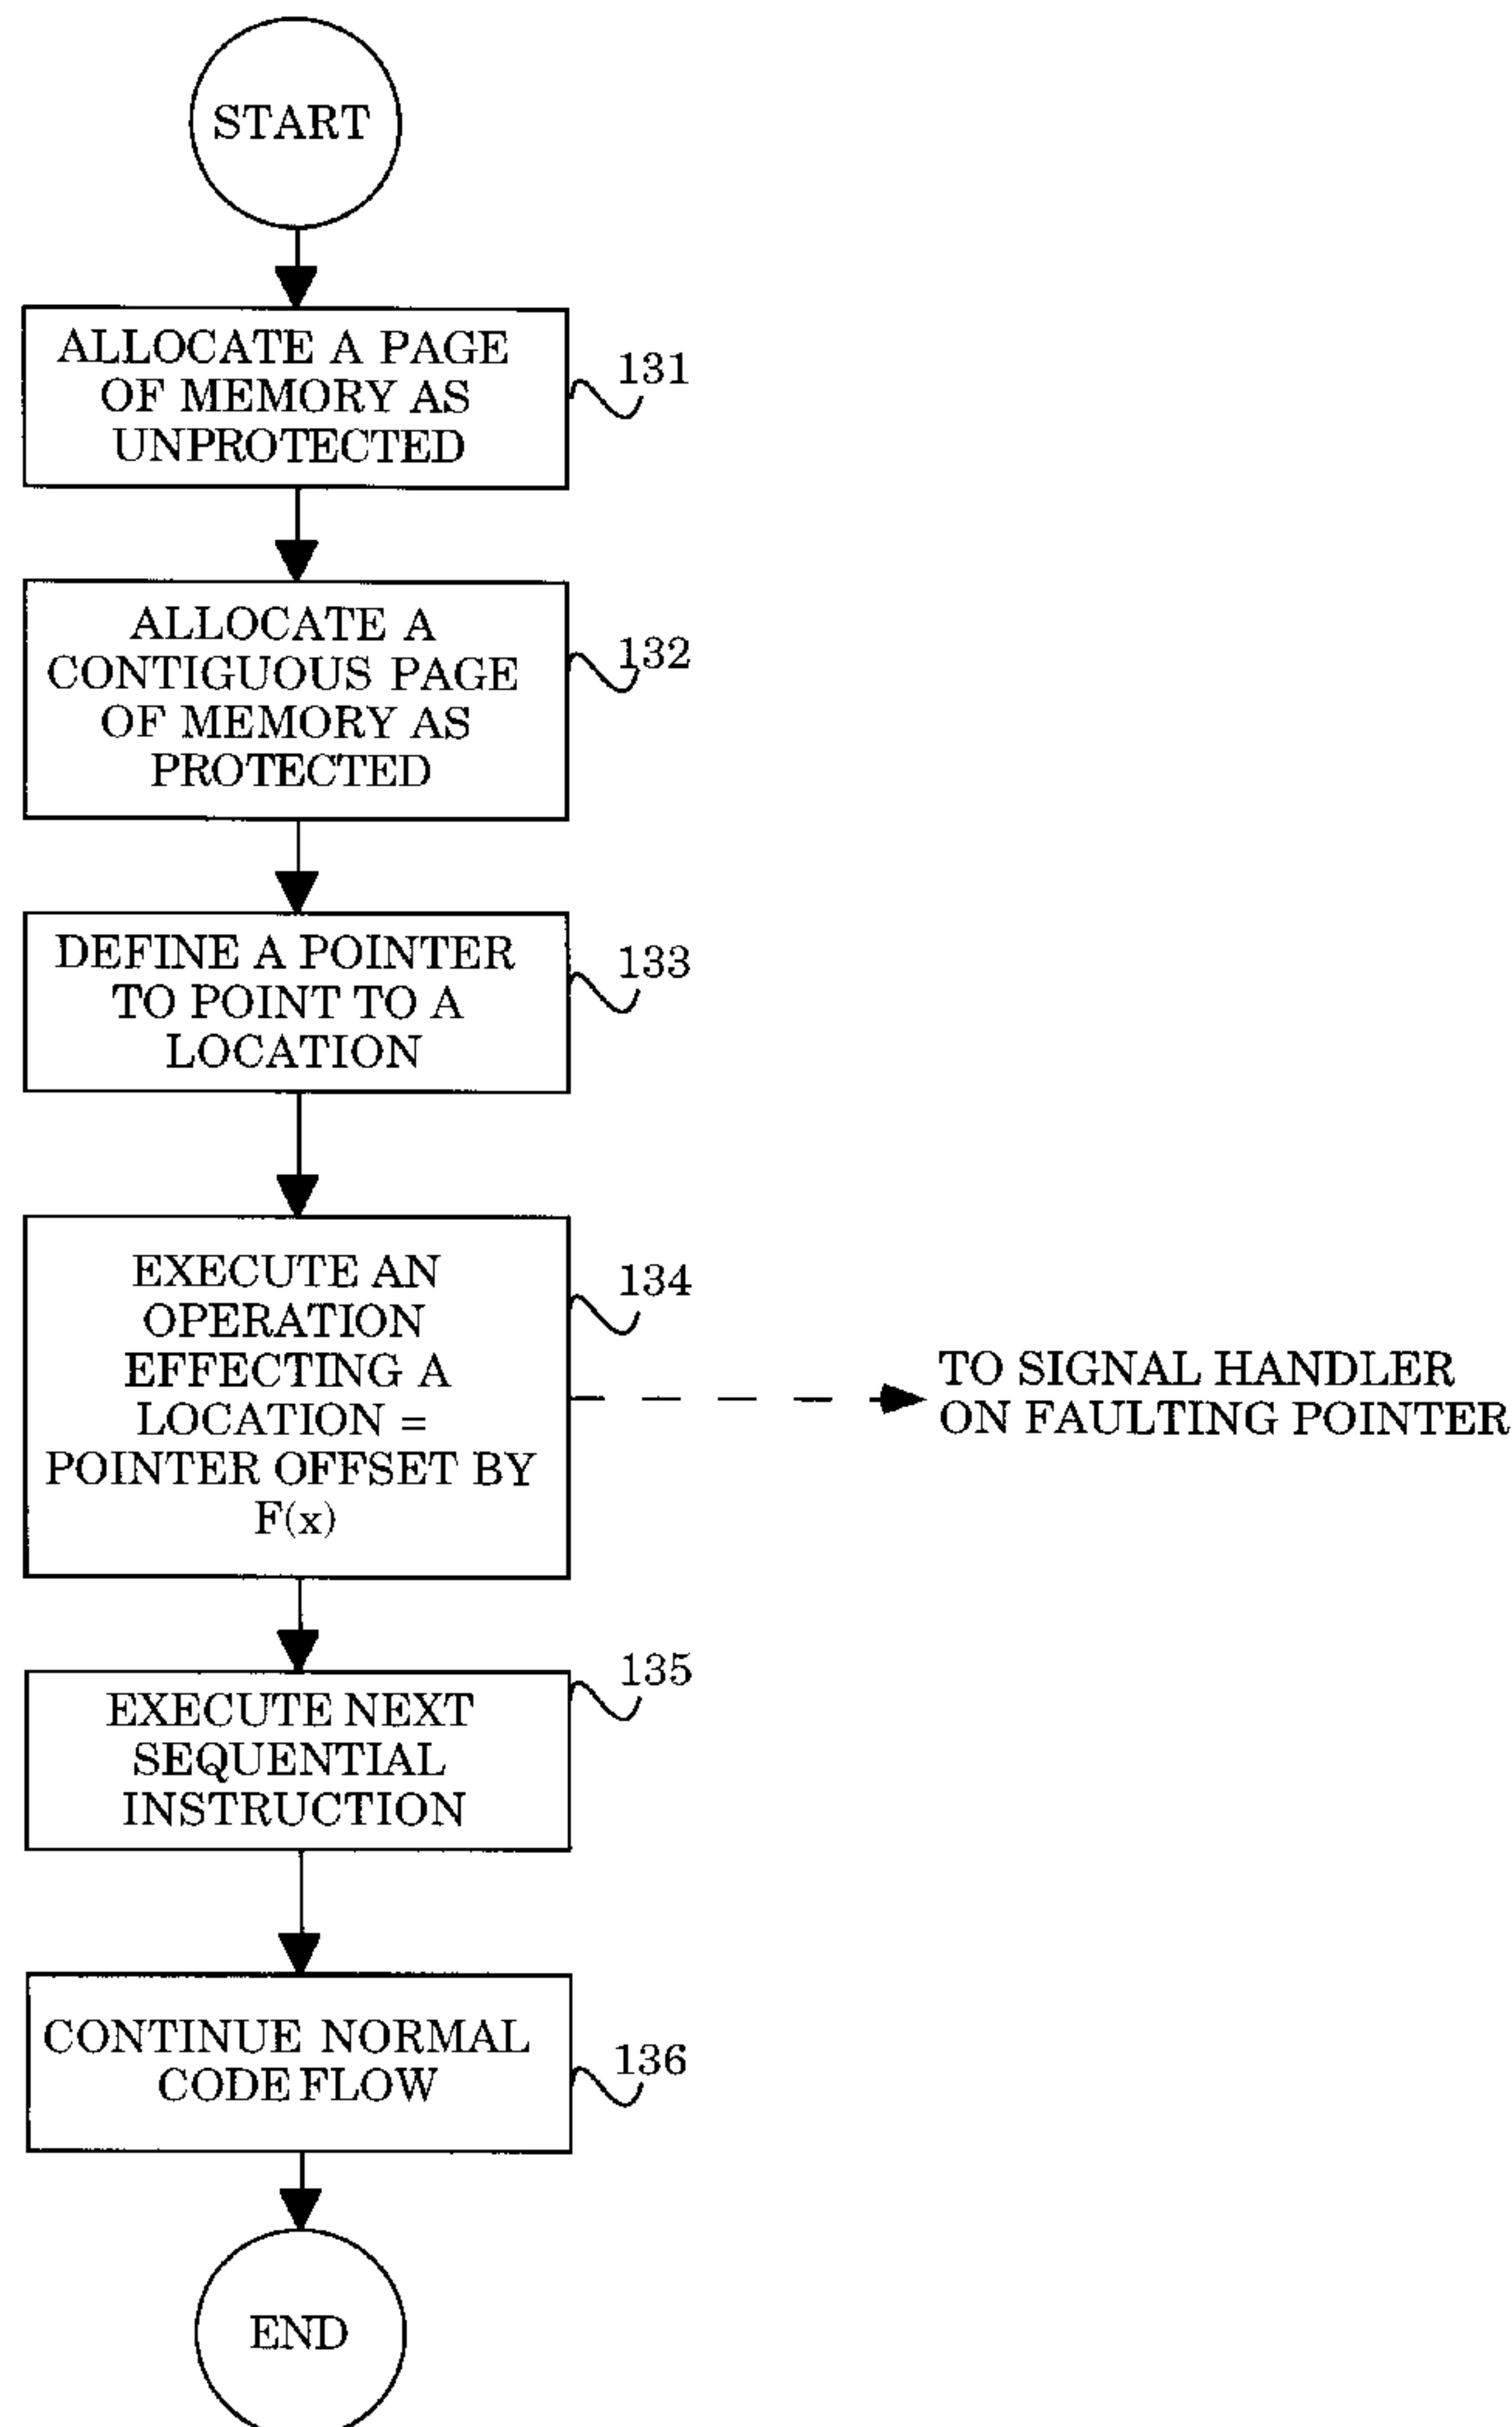 START
ALLOCATE A PAGE
OF MEMORY AS
UNPROTECTED
131
ALLOCATE A
CONTIGUOUS PAGE
OF MEMORY AS
PROTECTED
132
DEFINE A POINTER
TO POINT TO A
LOCATION
133
EXECUTE AN
OPERATION
EFFECTING A
LOCATION =
POINTER OFFSET BY
F(x)
134
TO SIGNAL HANDLER
ON FAULTING POINTER
EXECUTE NEXT
SEQUENTIAL
INSTRUCTION
135
CONTINUE NORMAL
CODE FLOW
136
END